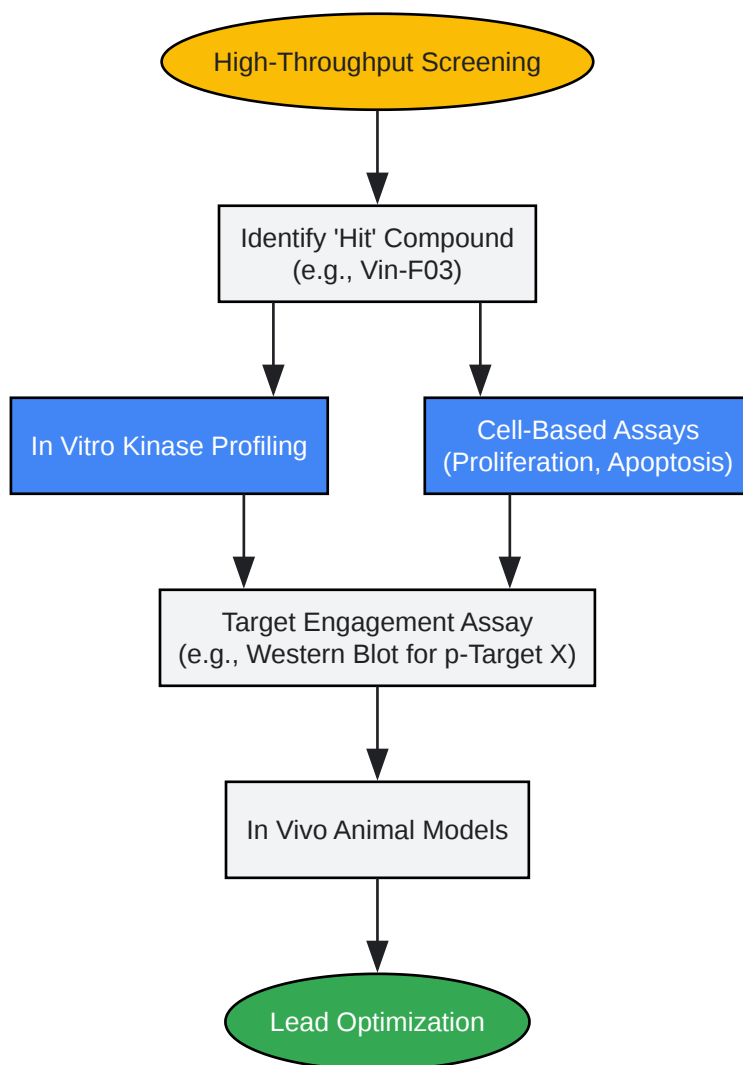 High-Throughput Screening
Identify 'Hit' Compound
(e.g., Vin-F03)
In Vitro Kinase Profiling
Cell-Based Assays
(Proliferation, Apoptosis)
Target Engagement Assay
(e.g., Western Blot for p-Target X)
In Vivo Animal Models
Lead Optimization